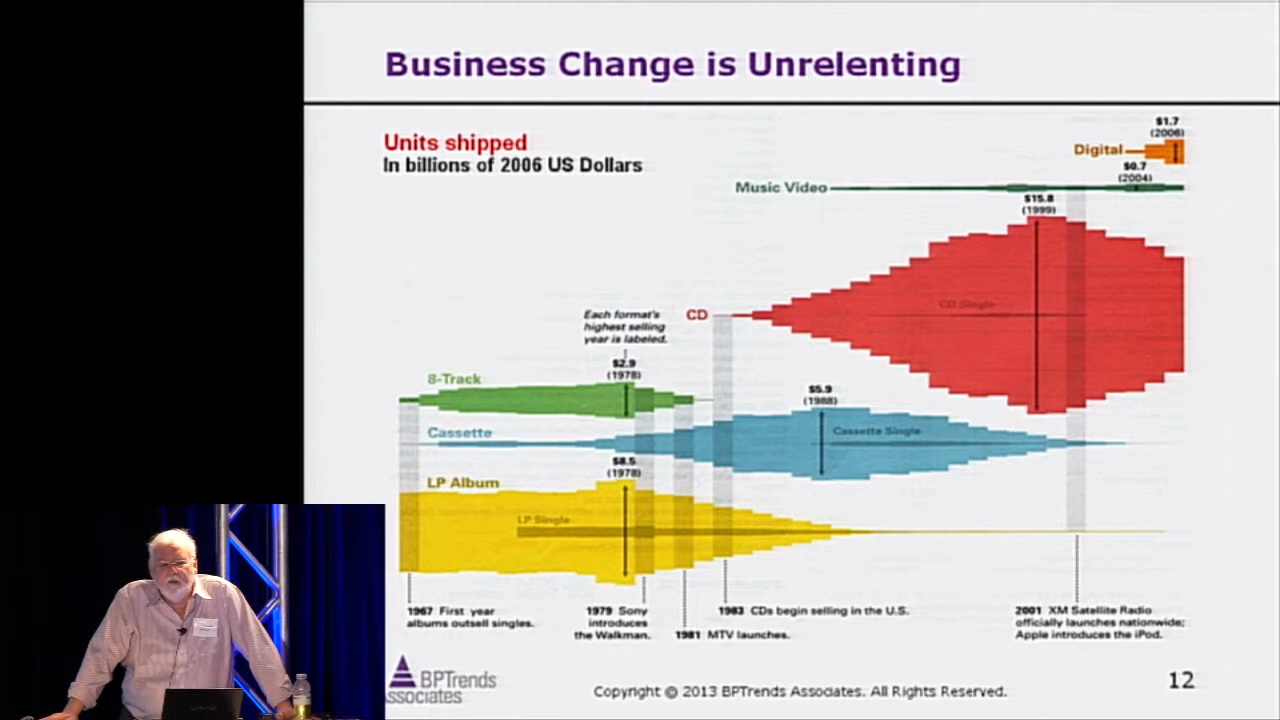 Business Change is Unrelenting
Units shipped
In billions of 2006 US Dollars
$1.7
(2006)
Digital
$0.7
(2004)
Music Video
$15.8
(1999)
CD Single
Each format's
highest selling
year is labeled.
CD
$2.9
(1978)
8-Track
$5.9
(1988)
Cassette
Cassette Single
$8.5
(1978)
LP Album
LP Single
1967 First year
albums outsell singles.
1979 Sony
introduces
the Walkman.
1981 MTV launches.
1983 CDs begin selling in the U.S.
2001 XM Satellite Radio
officially launches nationwide;
Apple introduces the iPod.
BPTrends
Associates
Copyright © 2013 BPTrends Associates. All Rights Reserved.
12